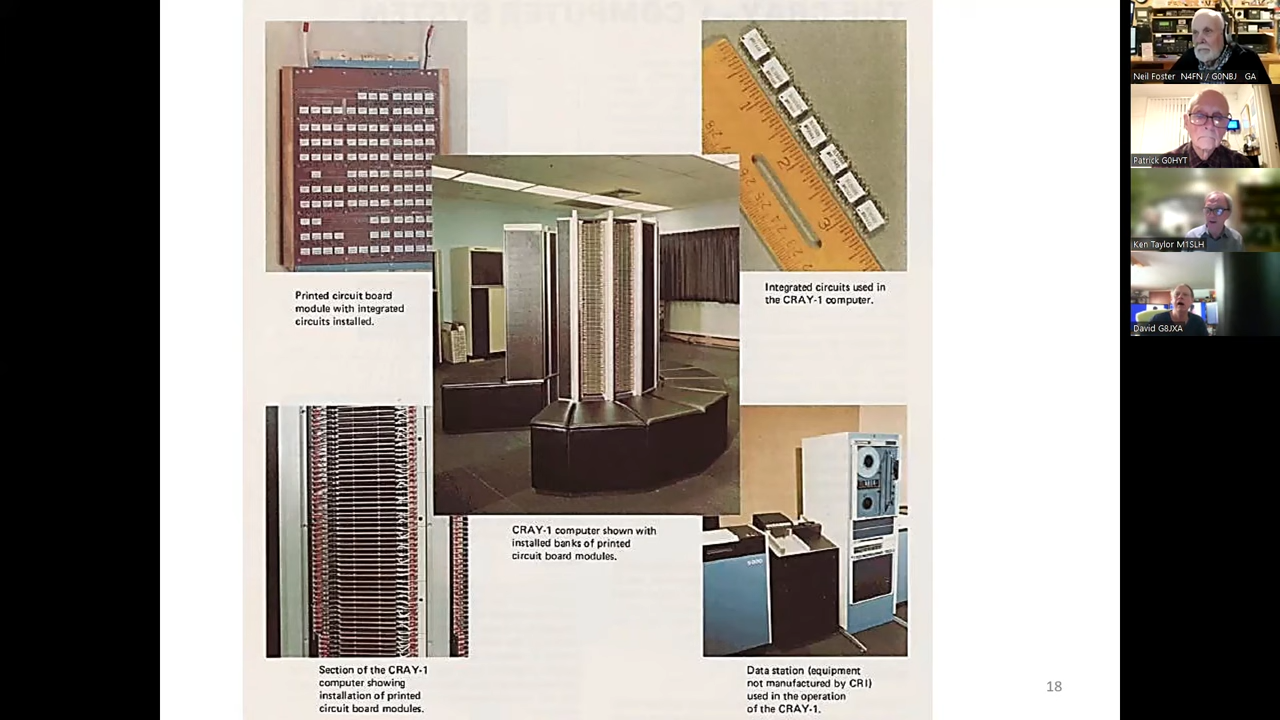 Printed circuit board
module with integrated
circuits installed.
Integrated circuits used in
the CRAY-1 computer.
CRAY-1 computer shown with
installed banks of printed
circuit board modules.
Section of the CRAY-1
computer showing
installation of printed
circuit board modules.
Data station (equipment
not manufactured by CRI)
used in the operation
of the CRAY-1.
18
Neil Foster N4FN / G0NBJ GA
Patrick G0HYT
Ken Taylor M1SLH
David G8JXA